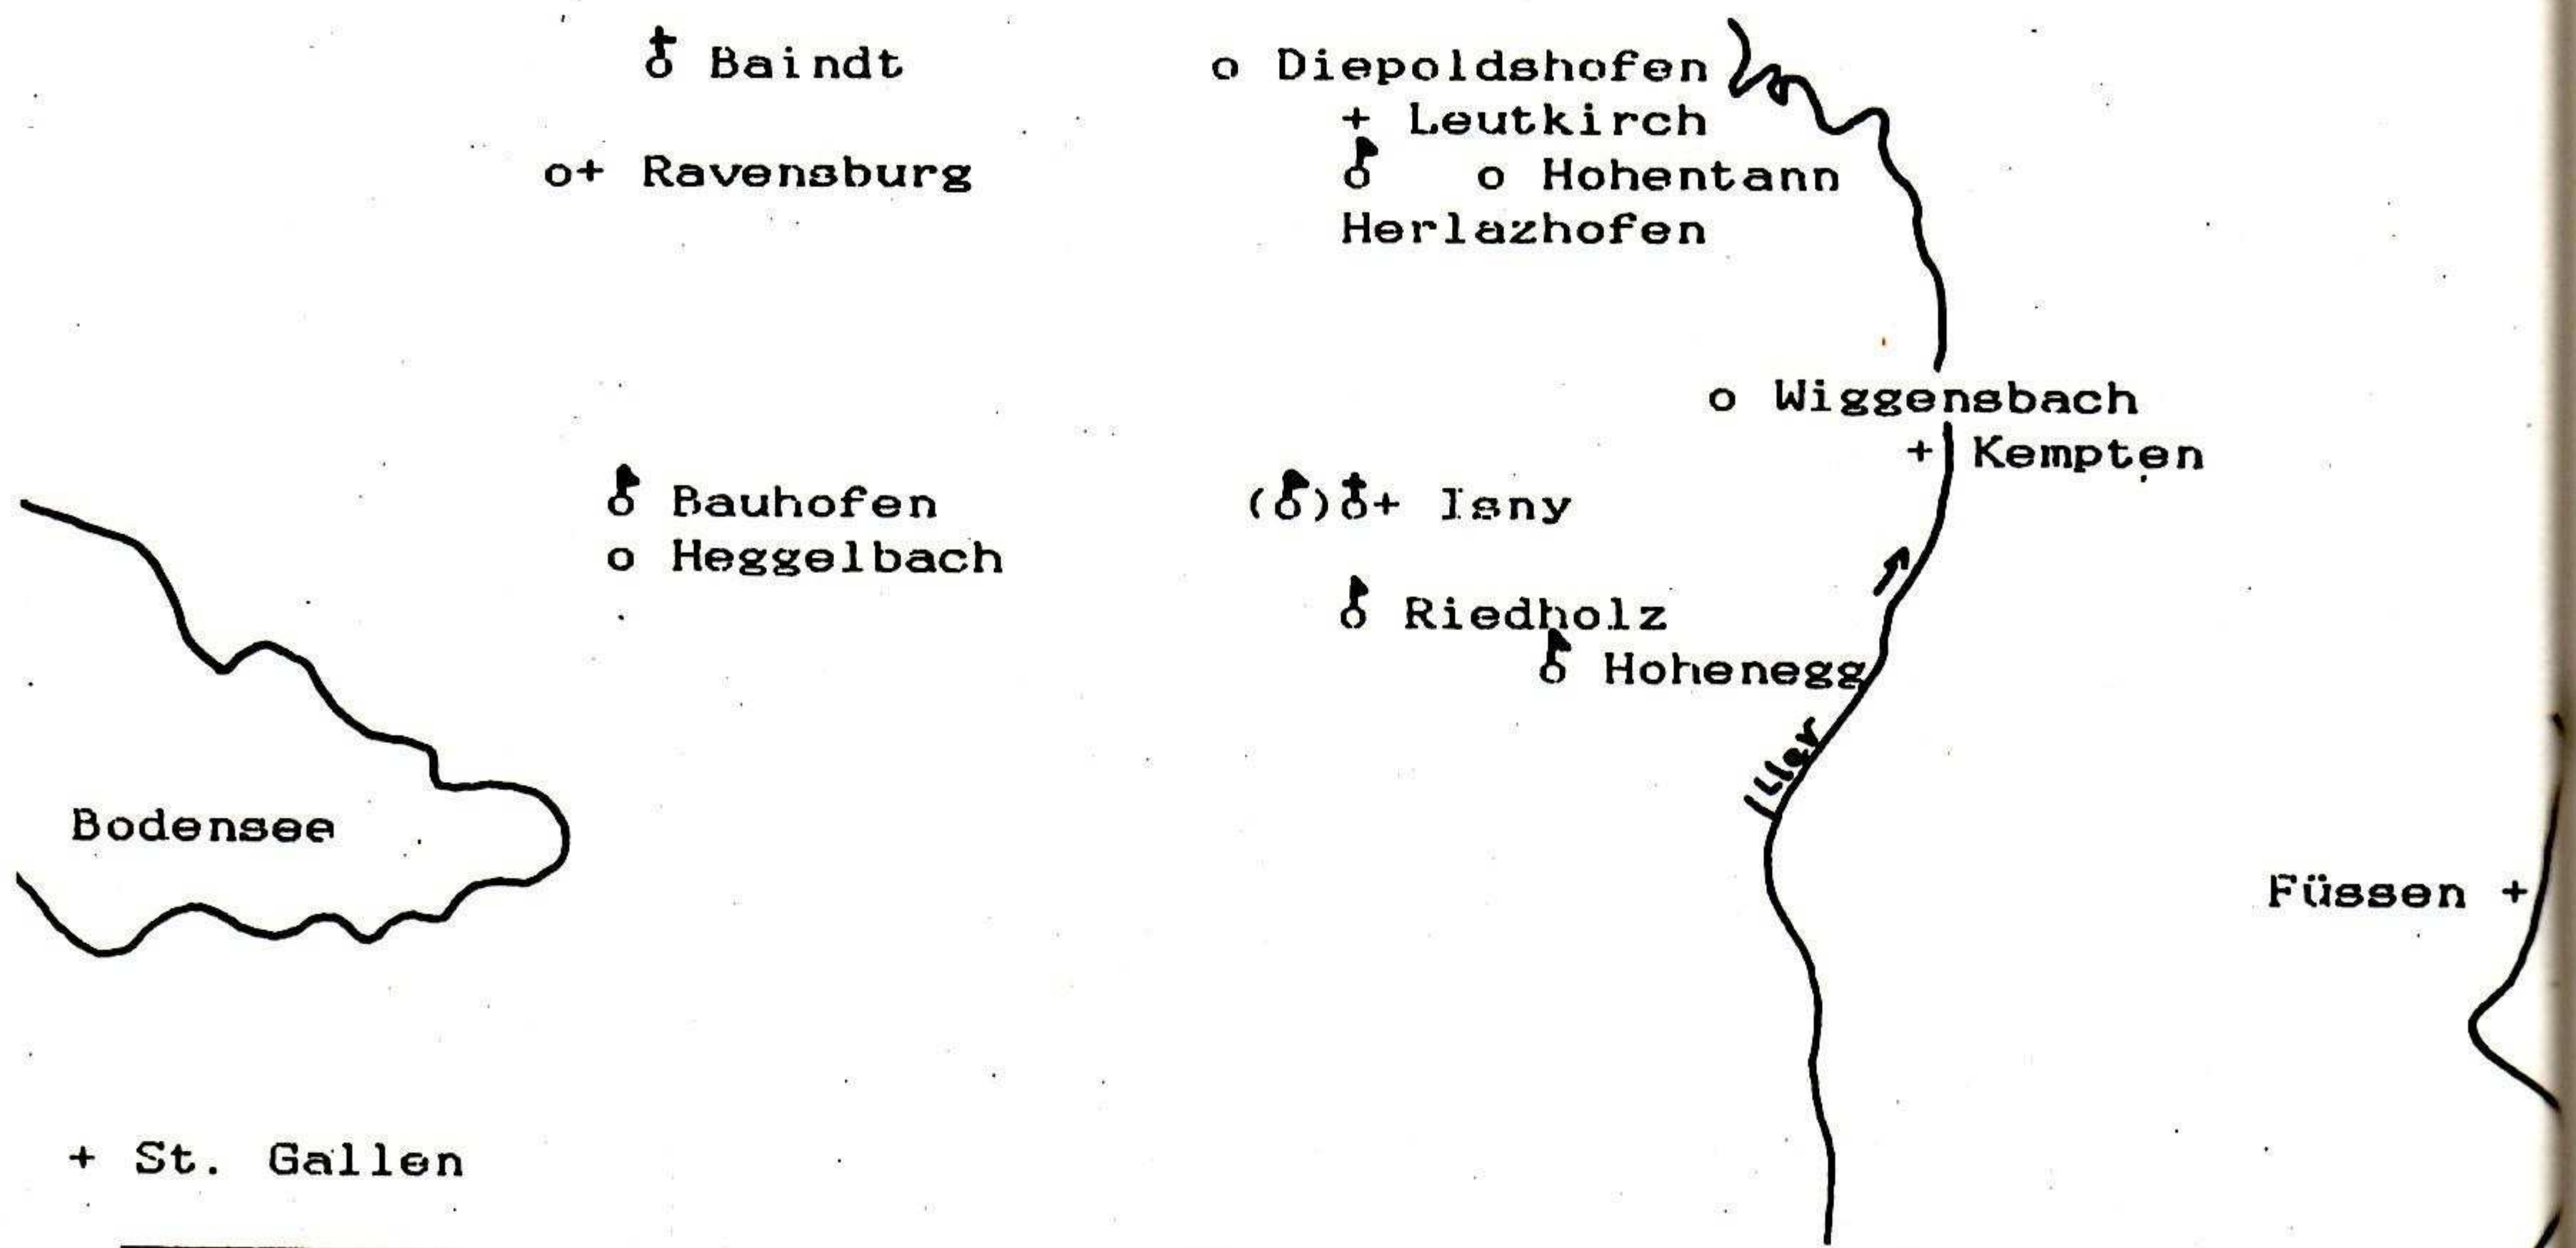 Baindt
o Diepoldshofen
+ Leutkirch
o+ Ravensburg
o Hohentann
Herlazhofen
o Wiggensbach
+ Kempten
Bauhofen
( )+ Isny
o Heggelbach
Riedholz
Hohenegg
Iller
Bodensee
Füssen +
+ St. Gallen